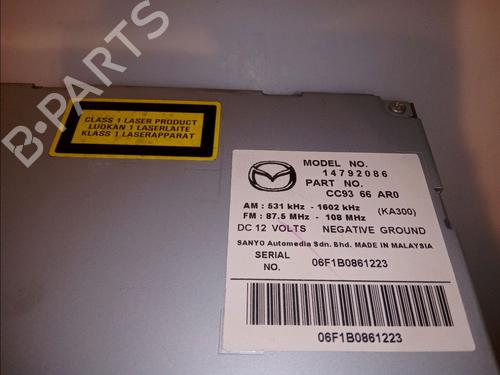 B-PARTS
CLASS 1 LASER PRODUCT
LUOKAN 1 LASERLAITE
KLASS 1 LASERAPPARAT
MODEL NO.
14792086
PART NO.
CC93 66 AR0
AM : 531 kHz - 1602 kHz (KA300)
FM : 87.5 MHz - 108 MHz
DC 12 VOLTS NEGATIVE GROUND
SANYO Automedia Sdn. Bhd. MADE IN MALAYSIA
SERIAL NO. 06F1B0861223
06F1B0861223